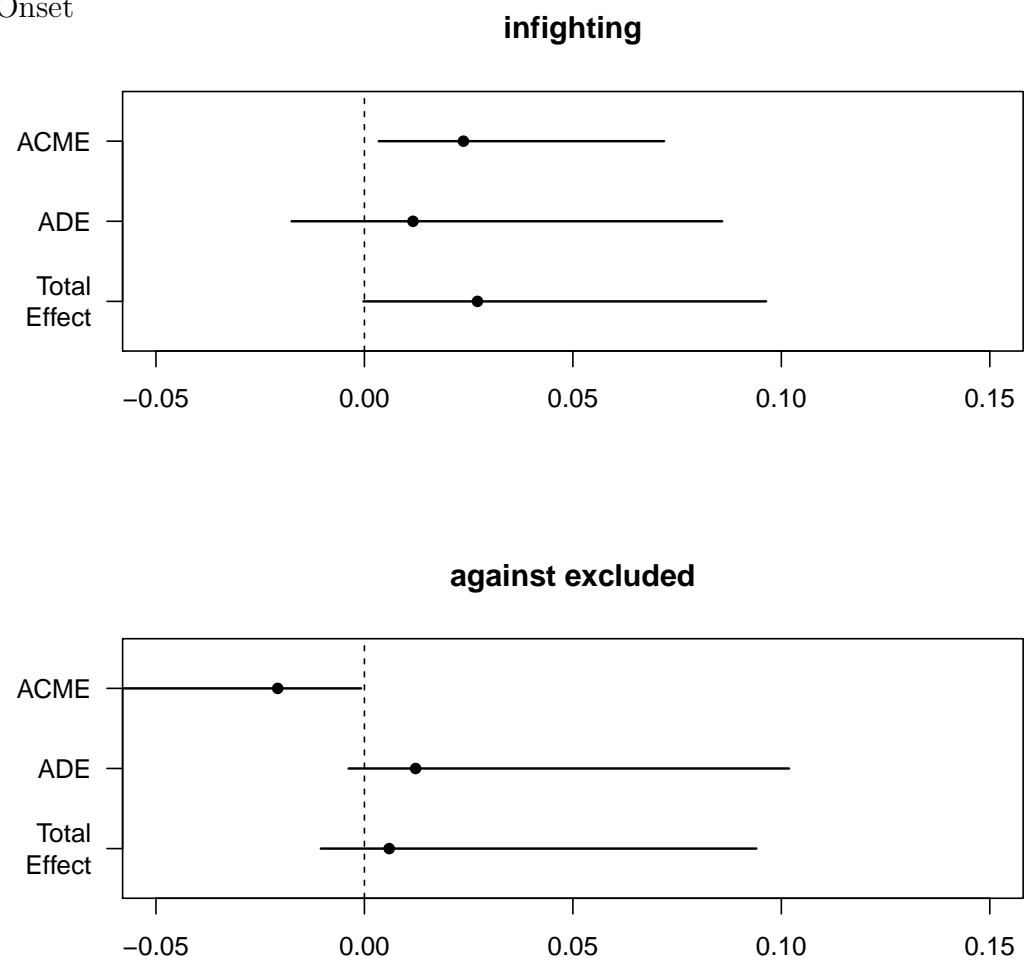 Onset
infighting
ACME
ADE
Total
Effect
−0.05 0.00 0.05 0.10 0.15
against excluded
ACME
ADE
Total
Effect
−0.05 0.00 0.05 0.10 0.15